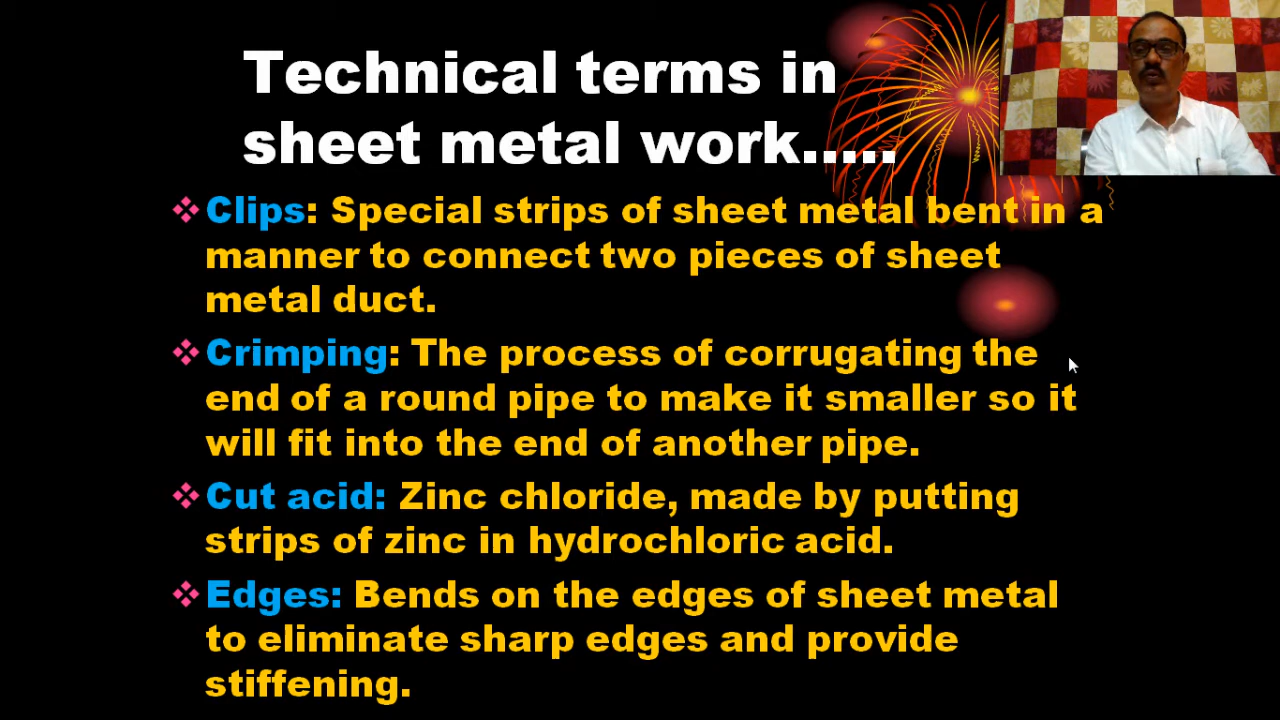 Technical terms in
sheet metal work.....
Clips: Special strips of sheet metal bent in a
manner to connect two pieces of sheet
metal duct.
Crimping: The process of corrugating the
end of a round pipe to make it smaller so it
will fit into the end of another pipe.
Cut acid: Zinc chloride, made by putting
strips of zinc in hydrochloric acid.
Edges: Bends on the edges of sheet metal
to eliminate sharp edges and provide
stiffening.